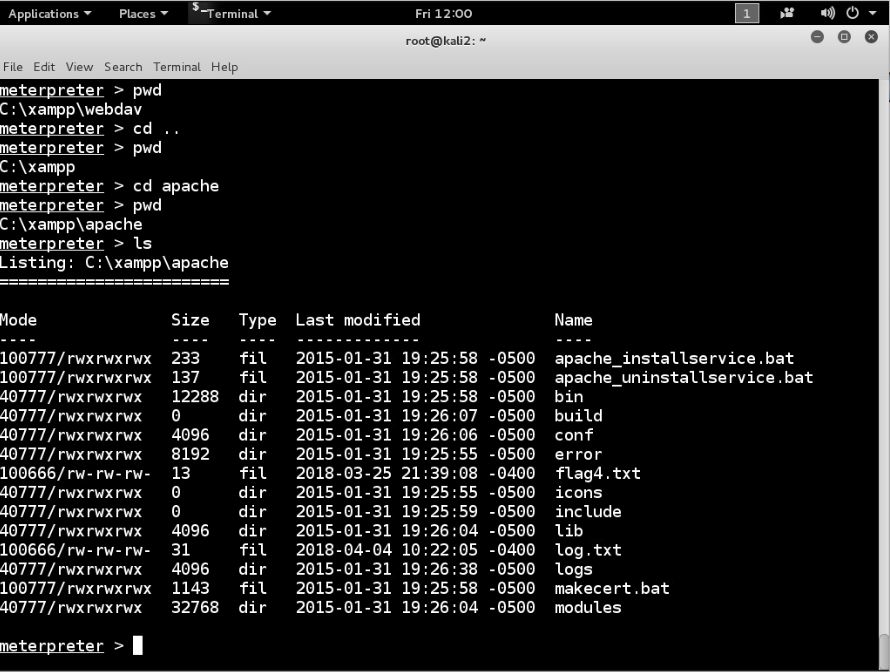 Applications Places Terminal Fri 12:00 1
root@kali2: ~
File Edit View Search Terminal Help
meterpreter > pwd
C:\xampp\webdav
meterpreter > cd ..
meterpreter > pwd
C:\xampp
meterpreter > cd apache
meterpreter > pwd
C:\xampp\apache
meterpreter > ls
Listing: C:\xampp\apache
========================
Mode Size Type Last modified Name
---- ---- ---- ------------- ----
100777/rwxrwxrwx 233 fil 2015-01-31 19:25:58 -0500 apache_installservice.bat
100777/rwxrwxrwx 137 fil 2015-01-31 19:25:58 -0500 apache_uninstallservice.bat
40777/rwxrwxrwx 12288 dir 2015-01-31 19:25:58 -0500 bin
40777/rwxrwxrwx 0 dir 2015-01-31 19:26:07 -0500 build
40777/rwxrwxrwx 4096 dir 2015-01-31 19:26:06 -0500 conf
40777/rwxrwxrwx 8192 dir 2015-01-31 19:25:55 -0500 error
100666/rw-rw-rw- 13 fil 2018-03-25 21:39:08 -0400 flag4.txt
40777/rwxrwxrwx 0 dir 2015-01-31 19:25:55 -0500 icons
40777/rwxrwxrwx 0 dir 2015-01-31 19:25:59 -0500 include
40777/rwxrwxrwx 4096 dir 2015-01-31 19:26:04 -0500 lib
100666/rw-rw-rw- 31 fil 2018-04-04 10:22:05 -0400 log.txt
40777/rwxrwxrwx 4096 dir 2015-01-31 19:26:38 -0500 logs
100777/rwxrwxrwx 1143 fil 2015-01-31 19:25:58 -0500 makecert.bat
40777/rwxrwxrwx 32768 dir 2015-01-31 19:26:04 -0500 modules
meterpreter >